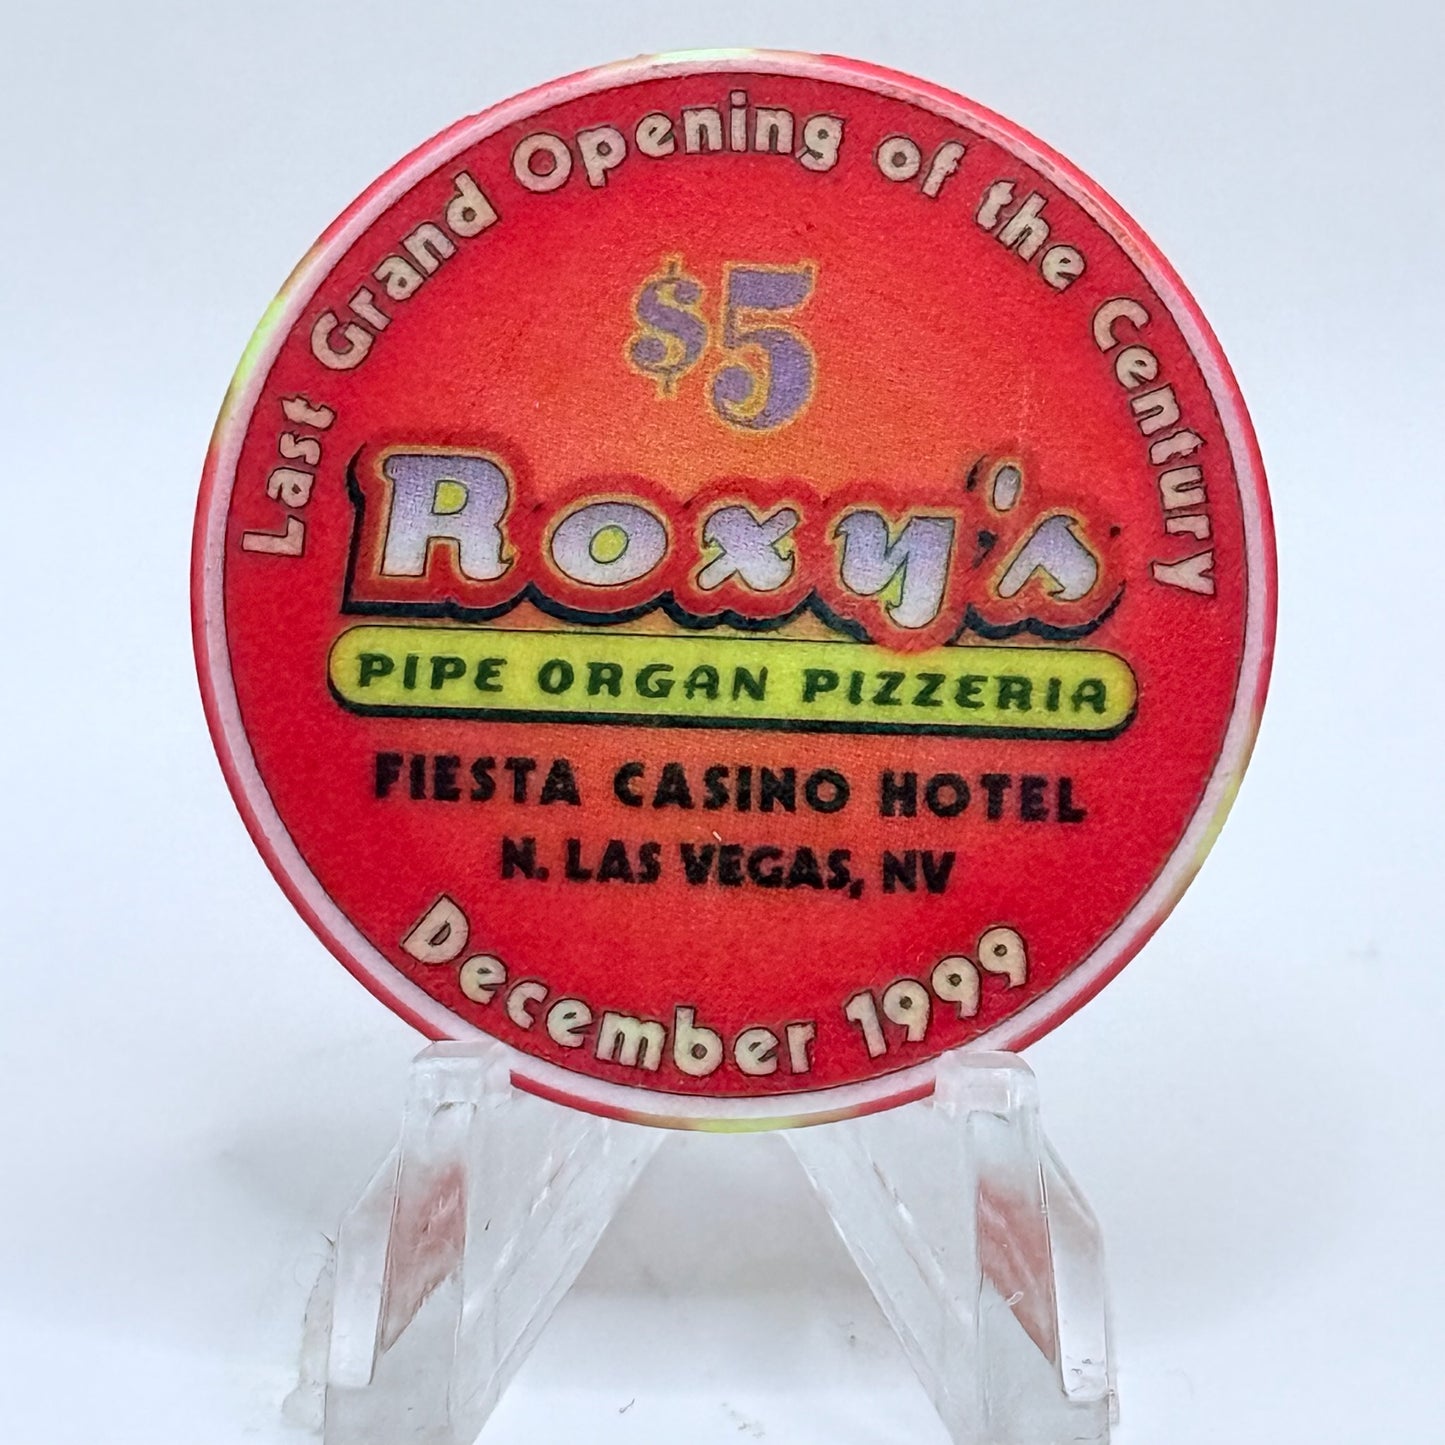 Last Grand Opening of the Century
$5
Roxy's
PIPE ORGAN PIZZERIA
FIESTA CASINO HOTEL
N. LAS VEGAS, NV
December 1999